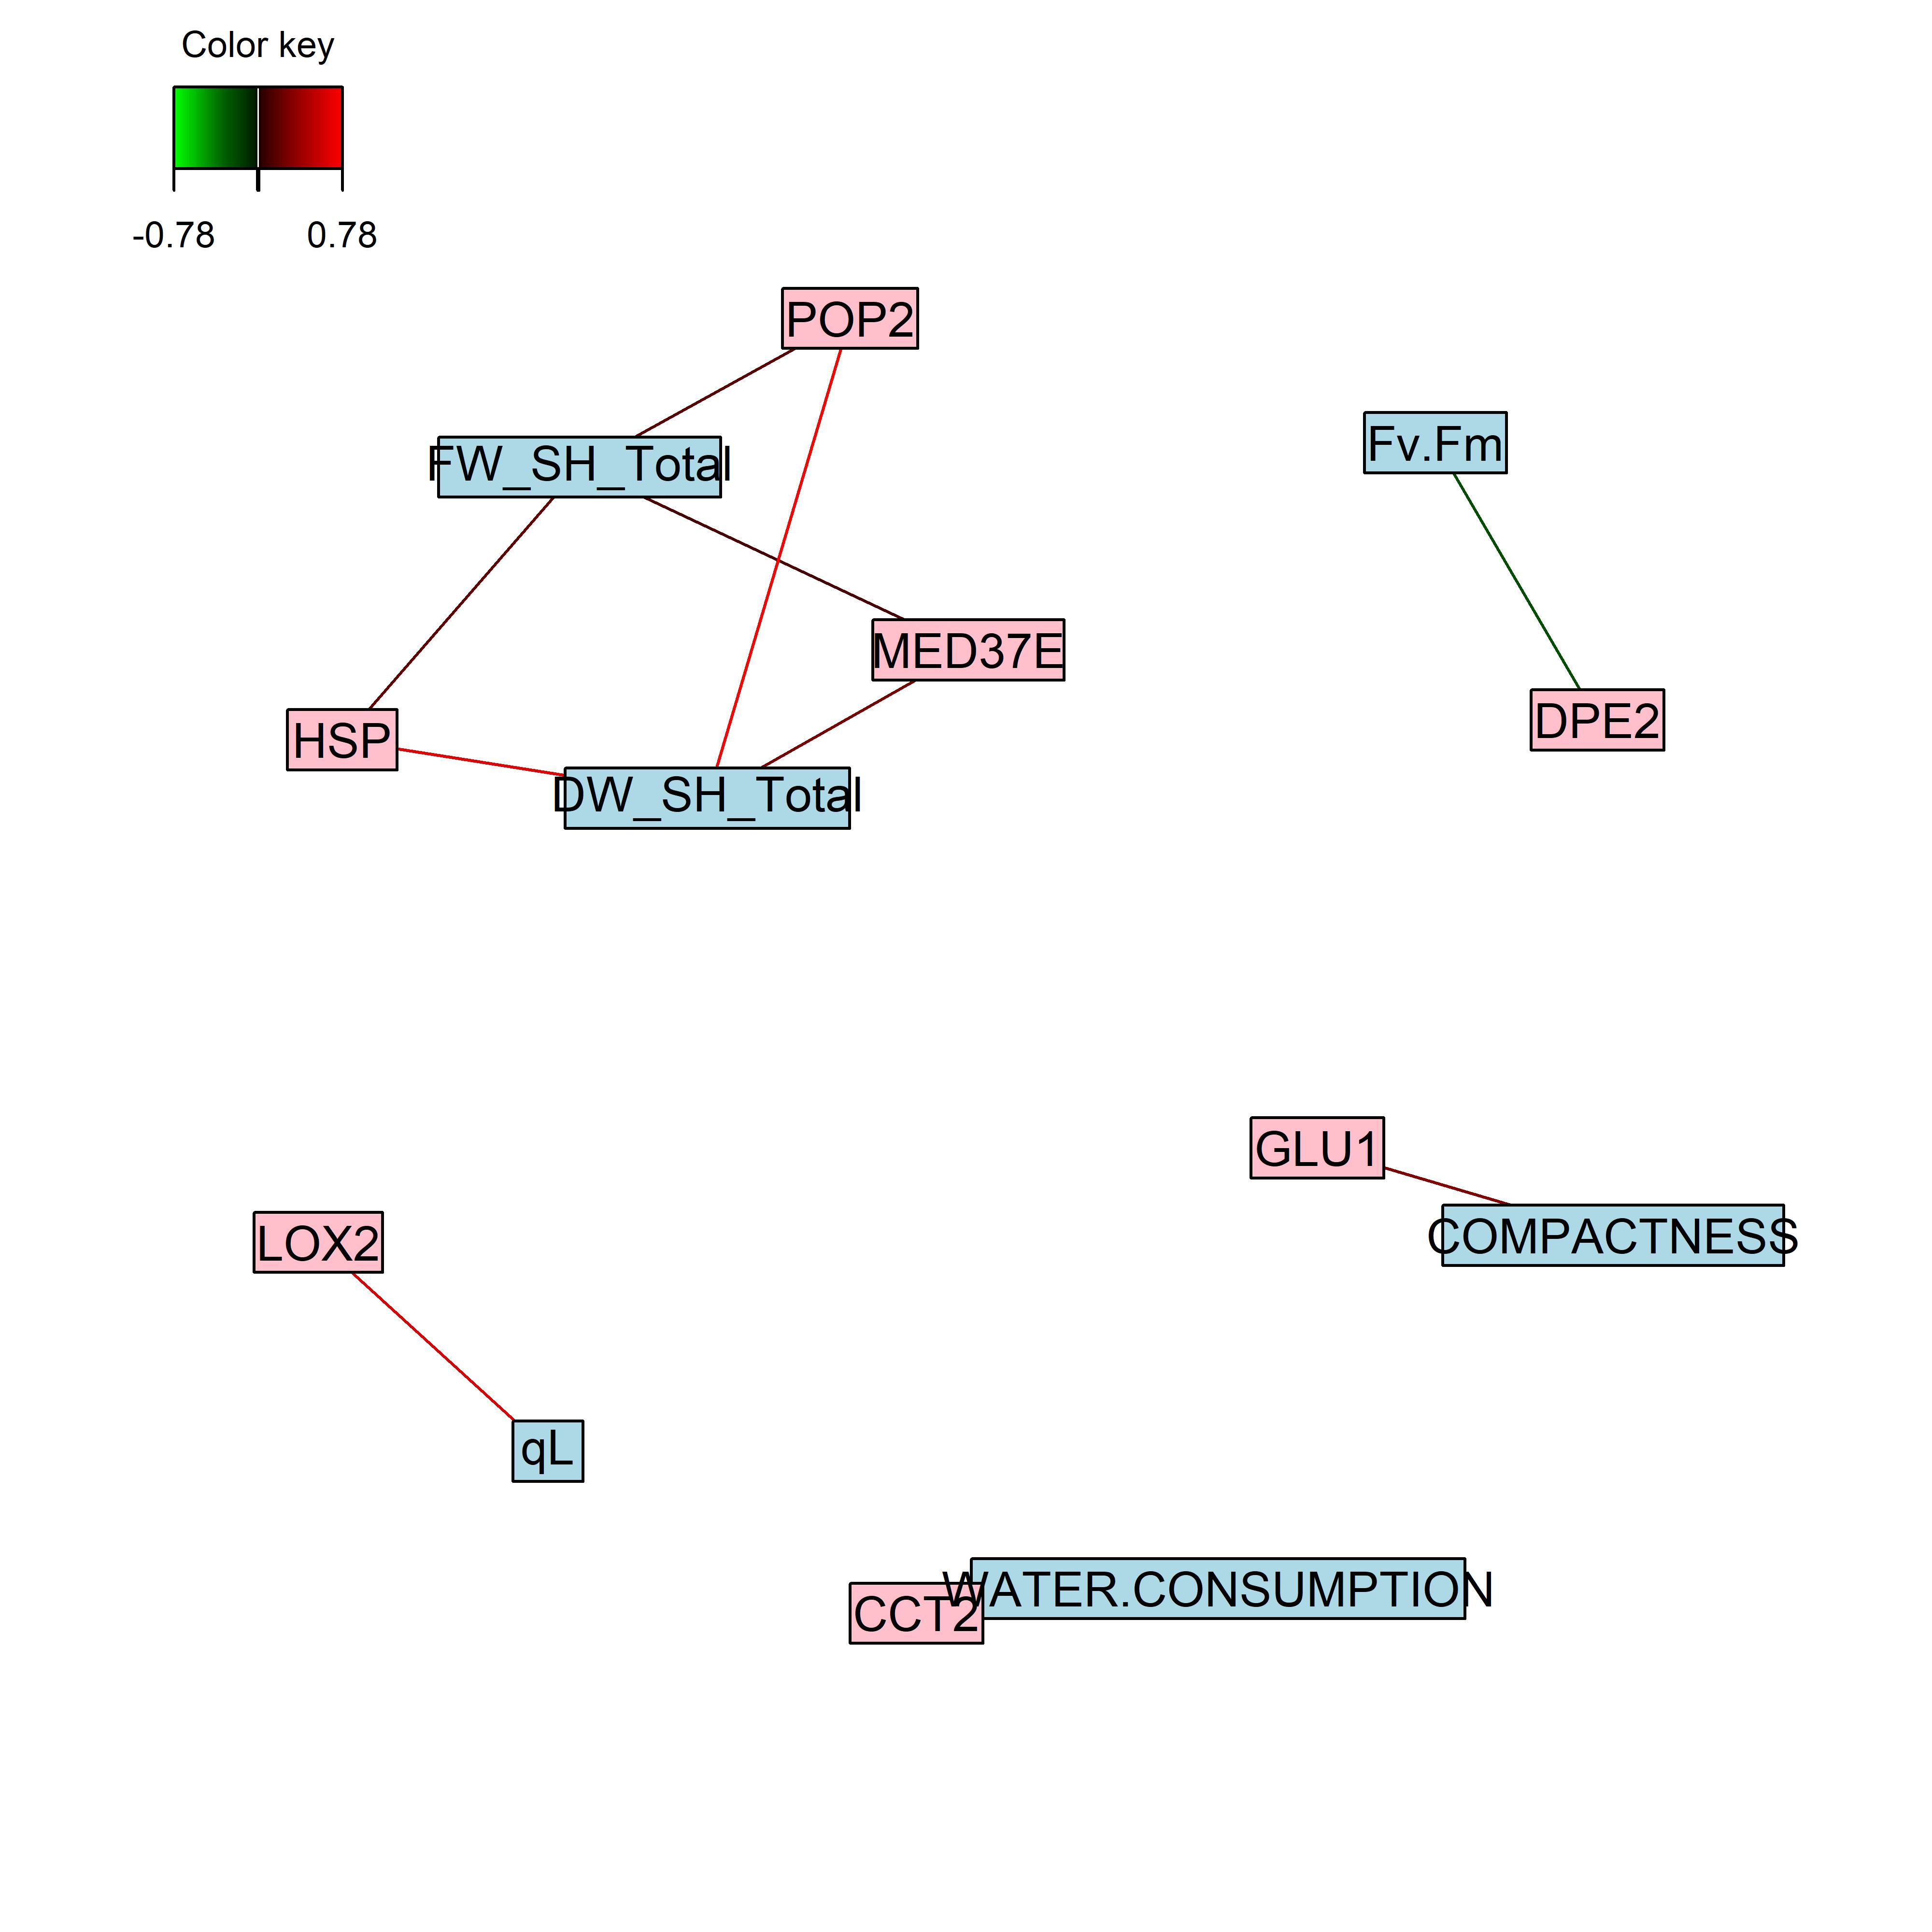 Color key
-0.78 0.78
POP2
FW_SH_Total
Fv.Fm
MED37E
HSP
DPE2
DW_SH_Total
GLU1
LOX2
COMPACTNESS
qL
WATER.CONSUMPTION
CCT2